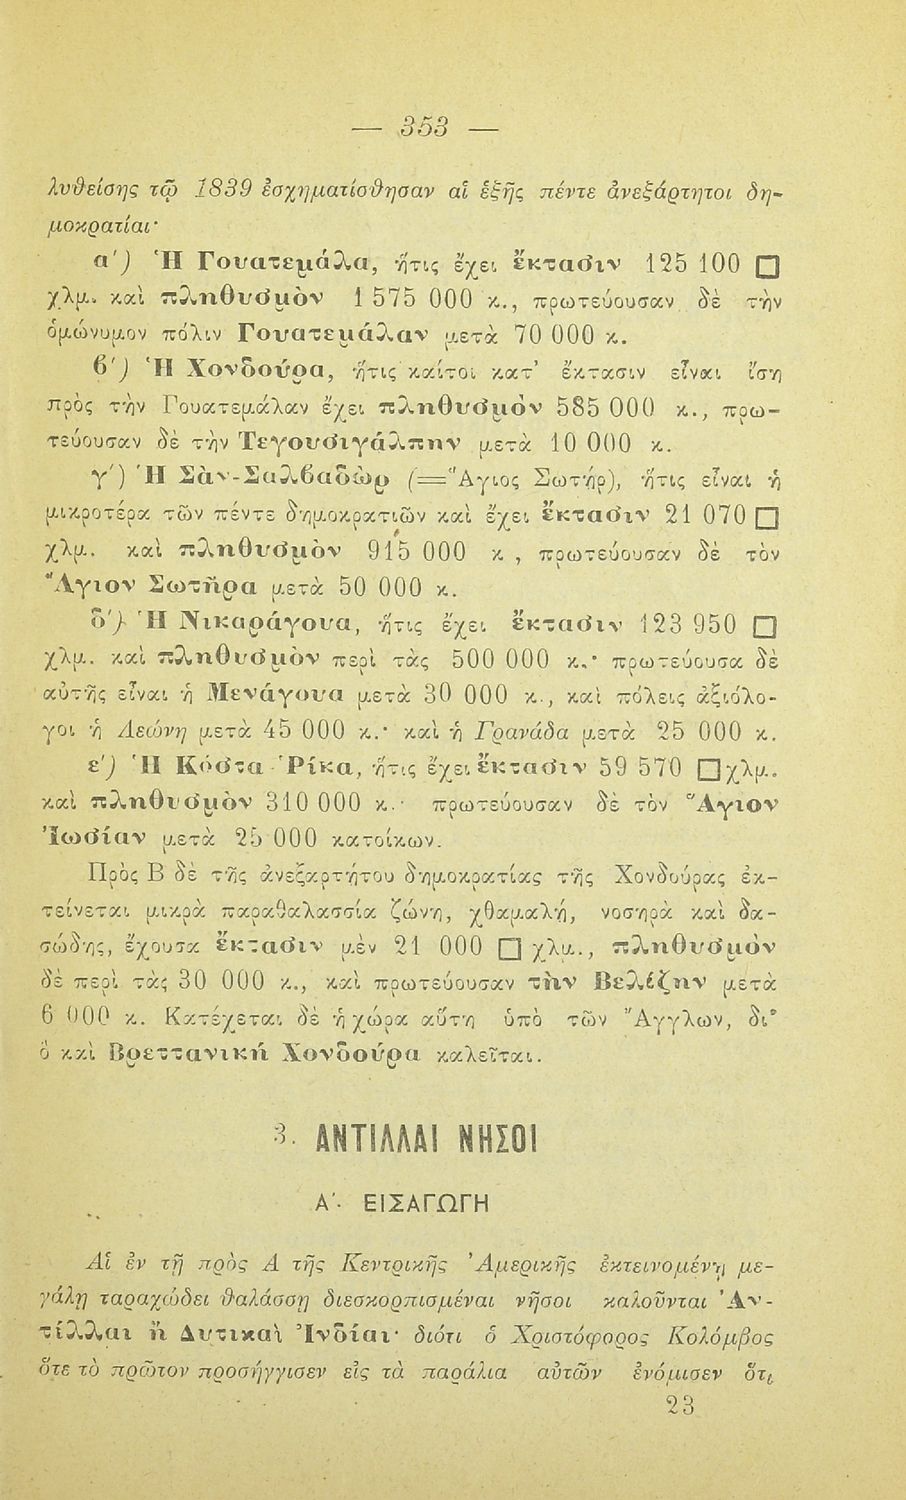 — 353 —
λυθείσης τῷ 1839 ἐσχηματίσθησαν αἱ ἑξῆς πέντε ἀνεξάρτητοι δη-
μοκρατίαι·
α') Ἡ Γουατεμάλα, ἥτις ἔχει ἔκτασιν 125 100 □
χλμ. καὶ πληθυσμὸν 1 575 000 κ., πρωτεύουσαν δὲ τὴν
ὁμώνυμον πόλιν Γουατεμάλαν μετὰ 70 000 κ.
β') Ἡ Χονδούρα, ἥτις καίτοι κατ' ἔκτασιν εἶναι ἴση
πρὸς τὴν Γουατεμάλαν ἔχει πληθυσμὸν 585 000 κ., πρω-
τεύουσαν δὲ τὴν Τεγουσιγάλπην μετὰ 10 000 κ.
γ') Ἡ Σὰν-Σαλβαδὼρ (=Ἅγιος Σωτήρ), ἥτις εἶναι ἡ
μικροτέρα τῶν πέντε δημοκρατιῶν καὶ ἔχει ἔκτασιν 21 070 □
χλμ. καὶ πληθυσμὸν 915 000 κ , πρωτεύουσαν δὲ τὸν
Ἅγιον Σωτῆρα μετὰ 50 000 κ.
δ') Ἡ Νικαράγουα, ἥτις ἔχει ἔκτασιν 123 950 □
χλμ. καὶ πληθυσμὸν περὶ τὰς 500 000 κ.· πρωτεύουσα δὲ
αὐτῆς εἶναι ἡ Μενάγουα μετὰ 30 000 κ., καὶ πόλεις ἀξιόλο-
γοι ἡ Λεώνη μετὰ 45 000 κ.· καὶ ἡ Γρανάδα μετὰ 25 000 κ.
ε') Ἡ Κόστα Ῥίκα, ἥτις ἔχει ἔκτασιν 59 570 □ χλμ.
καὶ πληθυσμὸν 310 000 κ.· πρωτεύουσαν δὲ τὸν Ἅγιον
Ἰωσίαν μετὰ 25 000 κατοίκων.
Πρὸς Β δὲ τῆς ἀνεξαρτήτου δημοκρατίας τῆς Χονδούρας ἐκ-
τείνεται μικρὰ παραθαλασσία ζώνη, χθαμαλή, νοσηρὰ καὶ δα-
σώδης, ἔχουσα ἔκτασιν μὲν 21 000 □ χλμ., πληθυσμὸν
δὲ περὶ τὰς 30 000 κ., καὶ πρωτεύουσαν τὴν Βελέζην μετὰ
6 000 κ. Κατέχεται δὲ ἡ χώρα αὕτη ὑπὸ τῶν Ἄγγλων, δι'
ὃ καὶ Βρεττανικὴ Χονδούρα καλεῖται.
3. ΑΝΤΙΛΛΑΙ ΝΗΣΟΙ
Α'. ΕΙΣΑΓΩΓΗ
Αἱ ἐν τῇ πρὸς Α τῆς Κεντρικῆς Ἀμερικῆς ἐκτεινομένῃ με-
γάλῃ ταραχώδει θαλάσσῃ διεσκορπισμέναι νῆσοι καλοῦνται Ἀν-
τίλλαι ἢ Δυτικαὶ Ἰνδίαι· διότι ὁ Χριστόφορος Κολόμβος
ὅτε τὸ πρῶτον προσήγγισεν εἰς τὰ παράλια αὐτῶν ἐνόμισεν ὅτι
23